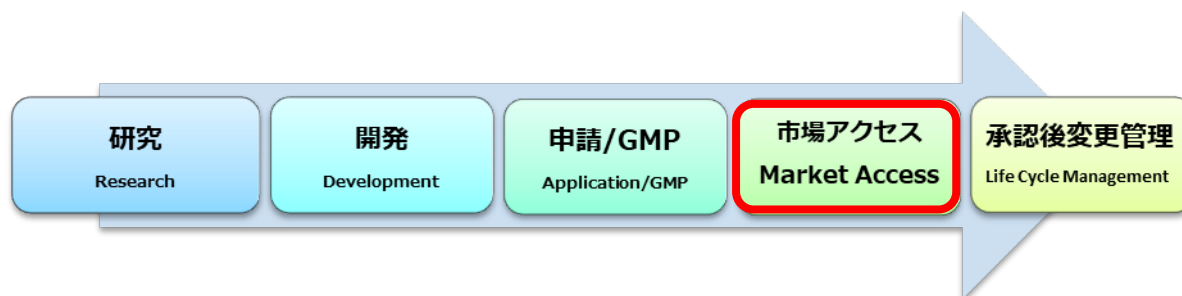 研究
Research
開発
Development
申請/GMP
Application/GMP
市場アクセス
Market Access
承認後変更管理
Life Cycle Management